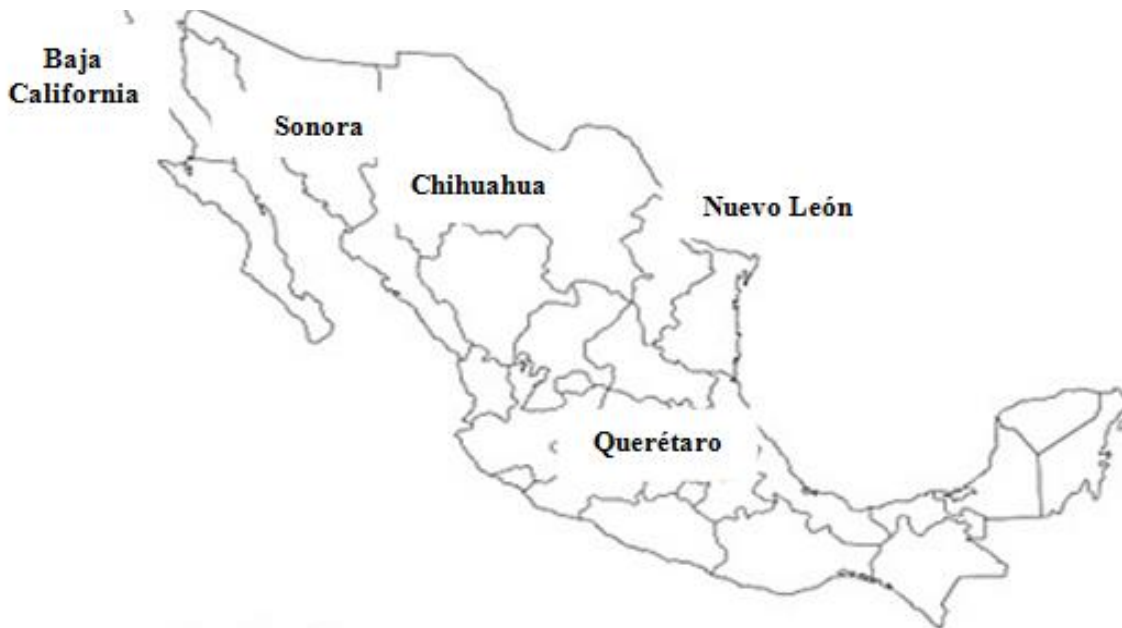 Baja
California
Sonora
Chihuahua
Nuevo León
Querétaro